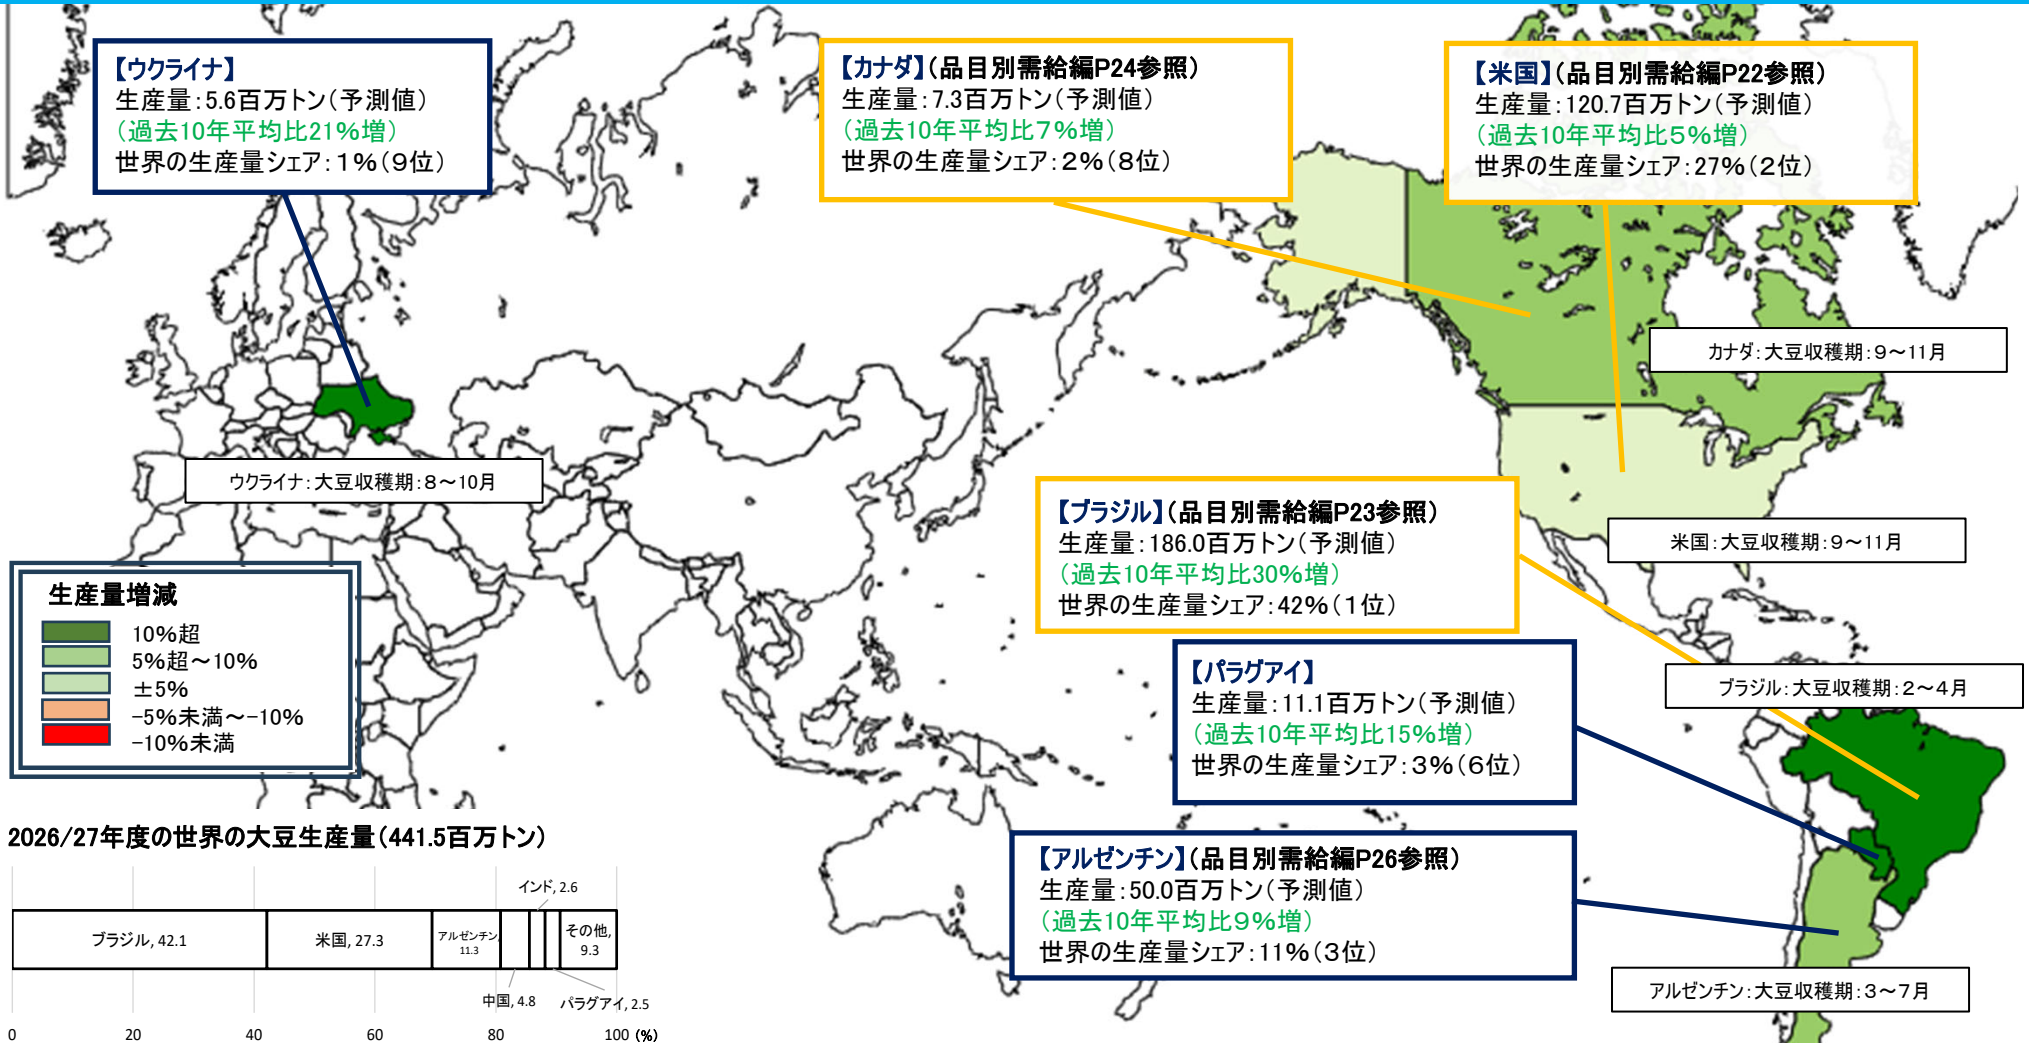 【ウクライナ】
生産量:5.6百万トン(予測値)
(過去10年平均比21%増)
世界の生産量シェア:1%(9位)
【カナダ】(品目別需給編P24参照)
生産量:7.3百万トン(予測値)
(過去10年平均比7%増)
世界の生産量シェア:2%(8位)
【米国】(品目別需給編P22参照)
生産量:120.7百万トン(予測値)
(過去10年平均比5%増)
世界の生産量シェア:27%(2位)
カナダ:大豆収穫期:9~11月
ウクライナ:大豆収穫期:8~10月
【ブラジル】(品目別需給編P23参照)
生産量:186.0百万トン(予測値)
(過去10年平均比30%増)
世界の生産量シェア:42%(1位)
米国:大豆収穫期:9~11月
生産量増減
10%超
5%超~10%
±5%
-5%未満~-10%
-10%未満
【パラグアイ】
生産量:11.1百万トン(予測値)
(過去10年平均比15%増)
世界の生産量シェア:3%(6位)
ブラジル:大豆収穫期:2~4月
【アルゼンチン】(品目別需給編P26参照)
生産量:50.0百万トン(予測値)
(過去10年平均比9%増)
世界の生産量シェア:11%(3位)
アルゼンチン:大豆収穫期:3~7月
2026/27年度の世界の大豆生産量(441.5百万トン)
インド, 2.6
ブラジル, 42.1
米国, 27.3
アルゼンチン,
11.3
その他,
9.3
中国, 4.8
パラグアイ, 2.5
0 20 40 60 80 100 (%)